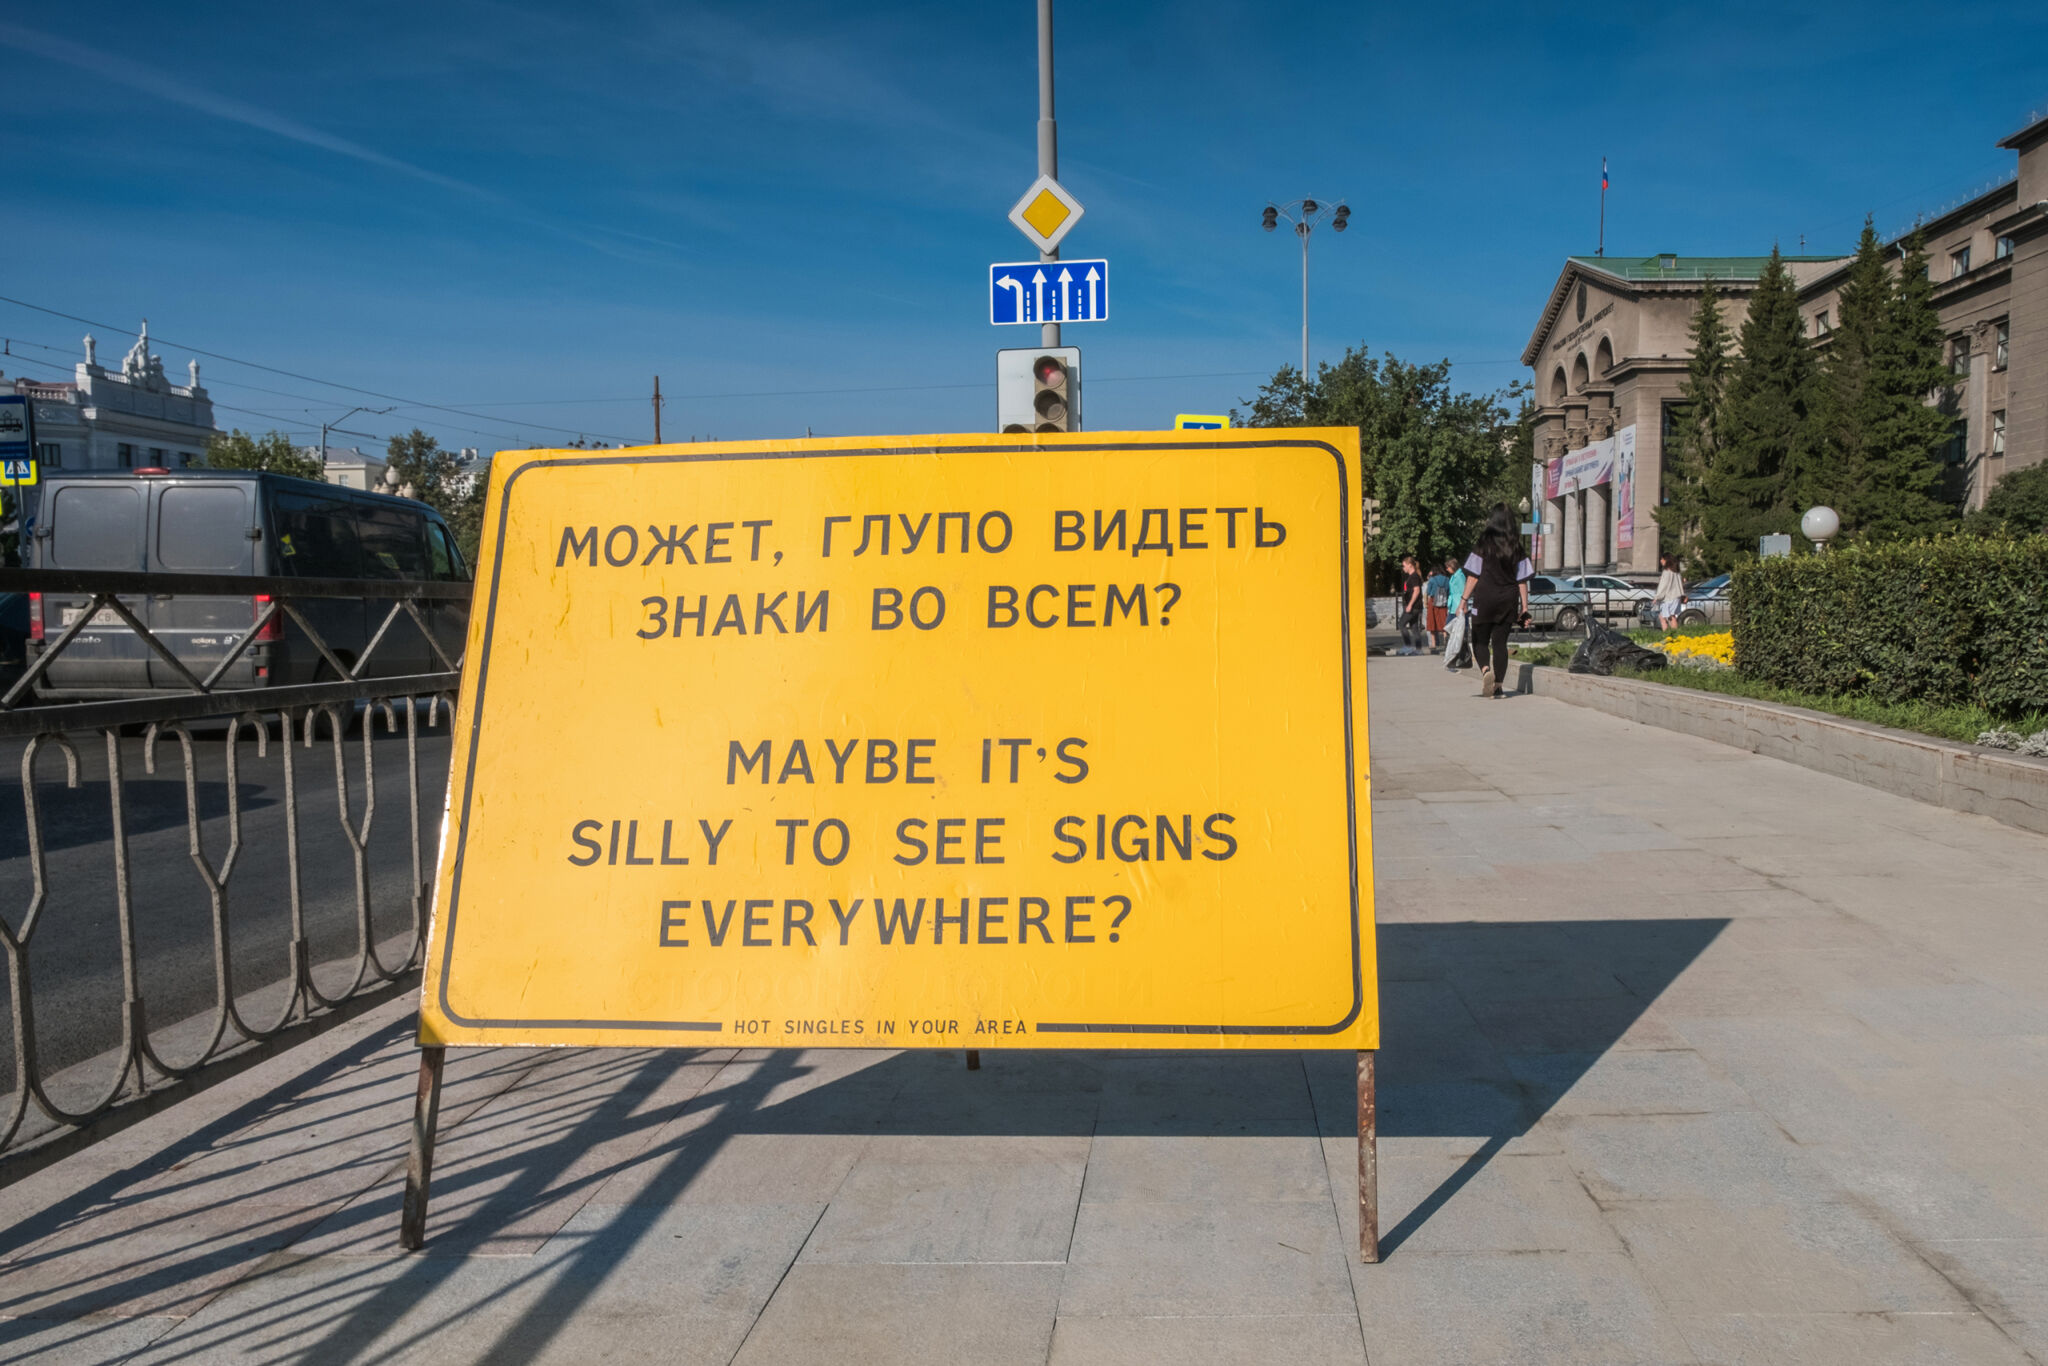 МОЖЕТ, ГЛУПО ВИДЕТЬ
ЗНАКИ ВО ВСЕМ?
MAYBE IT'S
SILLY TO SEE SIGNS
EVERYWHERE?
HOT SINGLES IN YOUR AREA